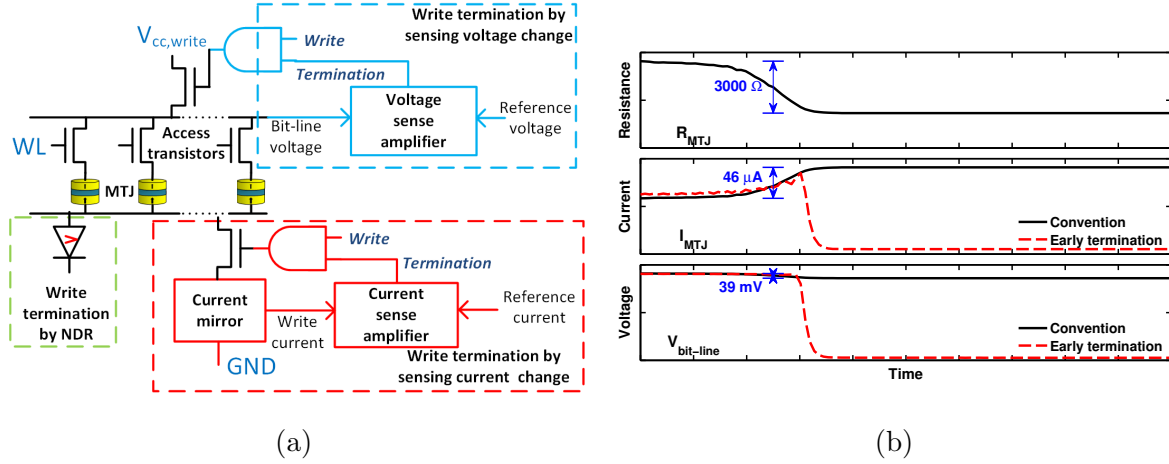 Write termination by
sensing voltage change
V_cc,write
Write
Termination
Voltage
sense
amplifier
Reference
voltage
Bit-line
voltage
WL
Access
transistors
MTJ
Write
termination
by NDR
Write
Termination
Current
mirror
Write
current
Current
sense
amplifier
Reference
current
GND
Write termination by
sensing current change
(a)
Resistance
3000 Ω
R_MTJ
Current
46 μA
I_MTJ
Convention
Early termination
Voltage
39 mV
V_bit−line
Convention
Early termination
Time
(b)